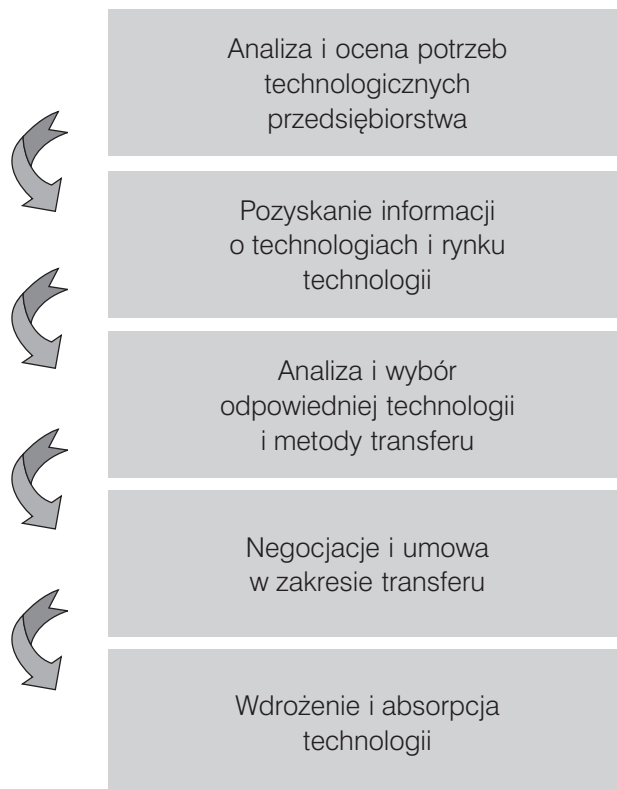 Analiza i ocena potrzeb
technologicznych
przedsiębiorstwa
Pozyskanie informacji
o technologiach i rynku
technologii
Analiza i wybór
odpowiedniej technologii
i metody transferu
Negocjacje i umowa
w zakresie transferu
Wdrożenie i absorpcja
technologii